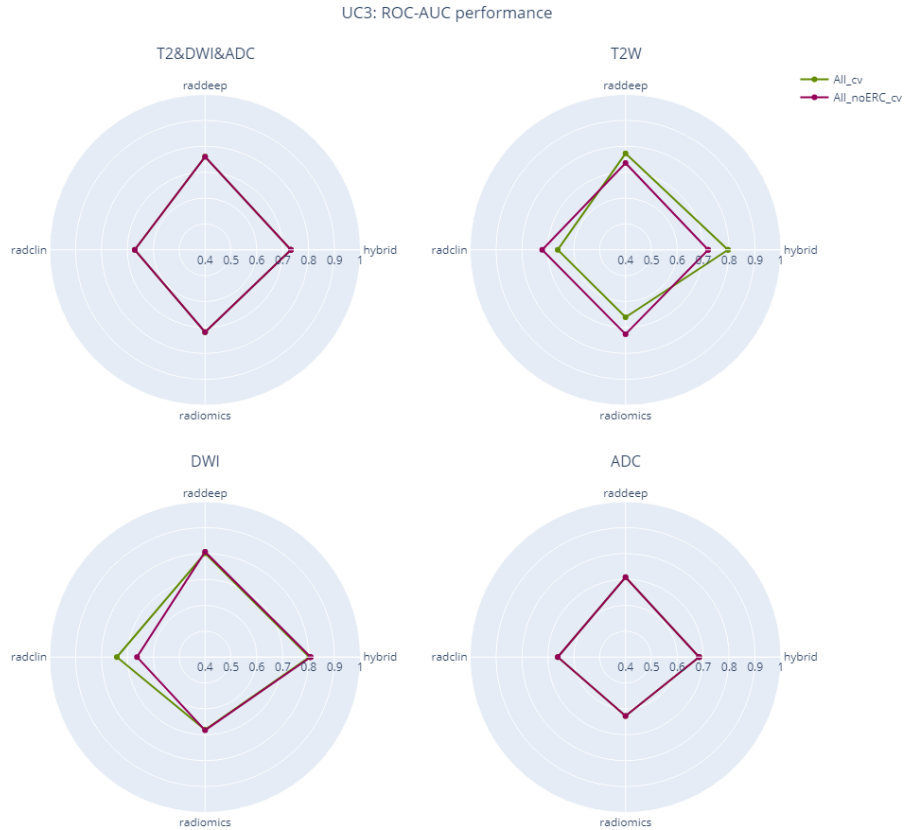 UC3: ROC-AUC performance
T2&DWI&ADC
raddeep
radclin
hybrid
0.4 0.5 0.6 0.7 0.8 0.9 1
radiomics
T2W
raddeep
radclin
hybrid
0.4 0.5 0.6 0.7 0.8 0.9 1
radiomics
All_cv
All_noERC_cv
DWI
raddeep
radclin
hybrid
0.4 0.5 0.6 0.7 0.8 0.9 1
radiomics
ADC
raddeep
radclin
hybrid
0.4 0.5 0.6 0.7 0.8 0.9 1
radiomics